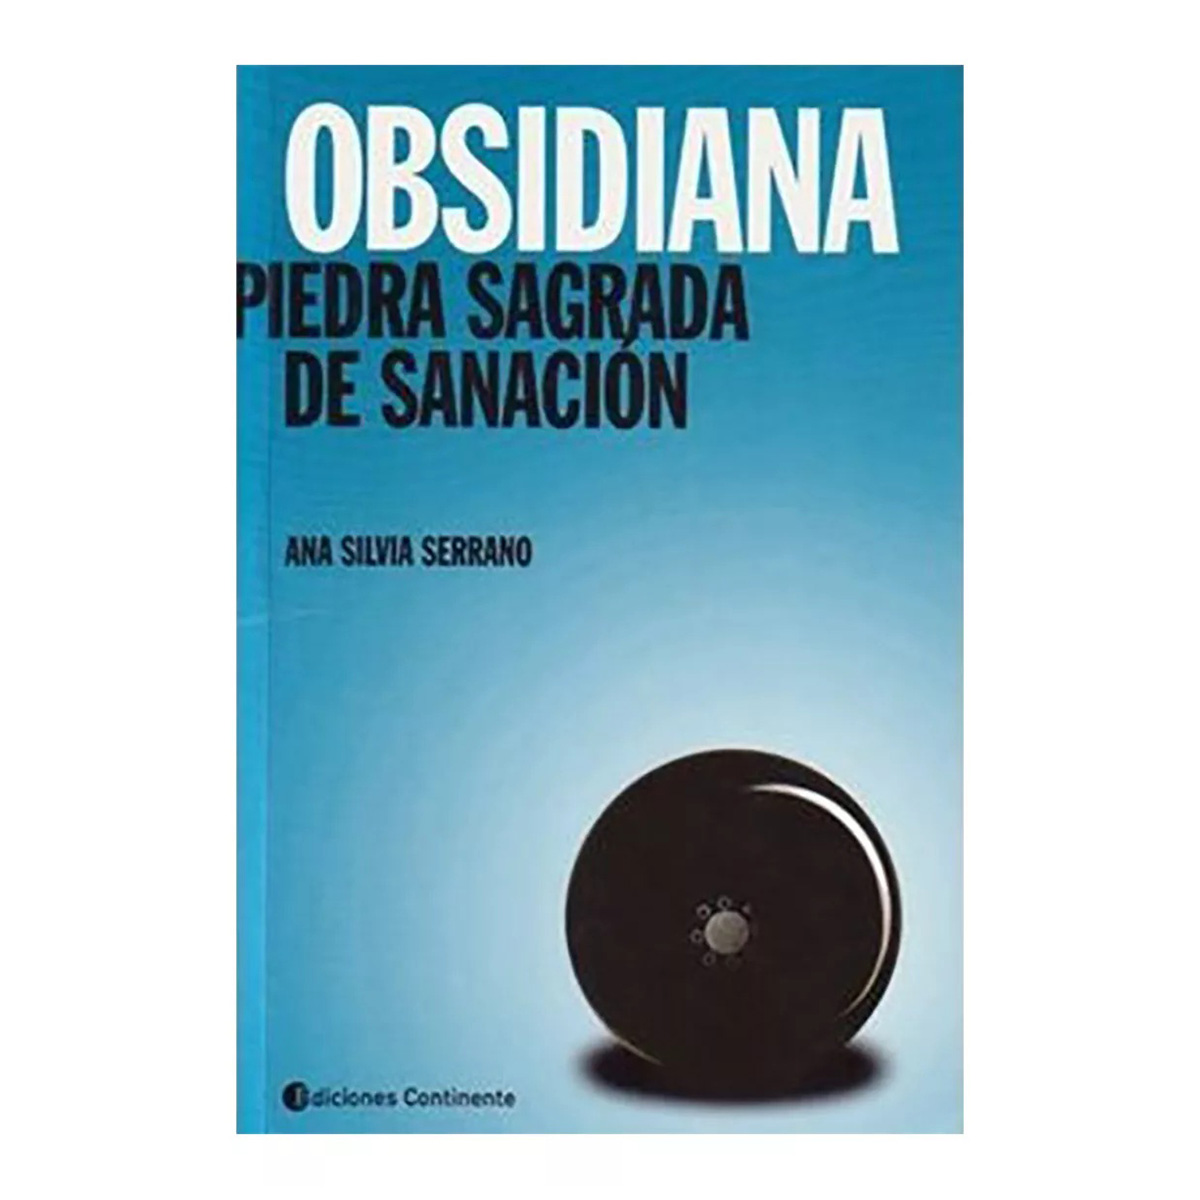 OBSIDIANA
PIEDRA SAGRADA
DE SANACIÓN
ANA SILVIA SERRANO
Ediciones Continente